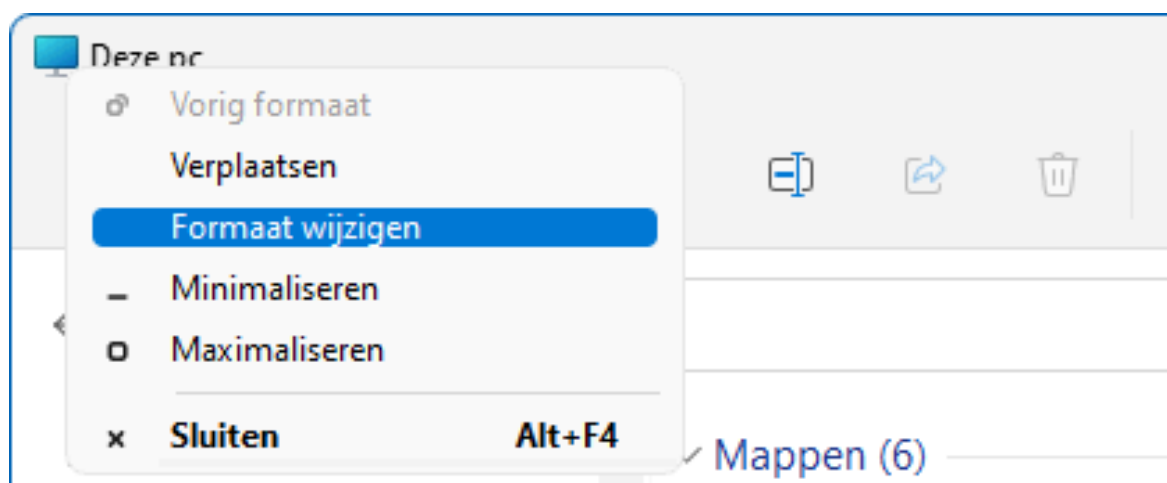 Deze pc
Vorig formaat
Verplaatsen
Formaat wijzigen
Minimaliseren
Maximaliseren
Sluiten Alt+F4
Mappen (6)